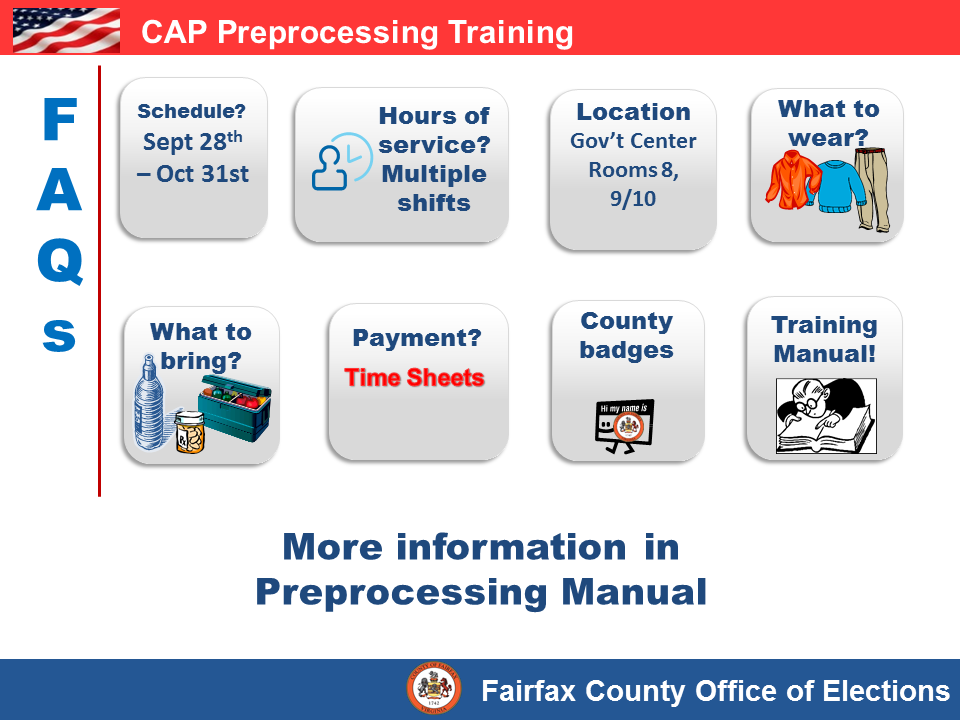 CAP Preprocessing Training
F
A
Q
s
Schedule?
Sept 28th
– Oct 31st
Hours of
service?
Multiple
shifts
Location
Gov’t Center
Rooms 8,
9/10
What to
wear?
What to
bring?
Payment?
Time Sheets
County
badges
Hi my name is
Training
Manual!
More information in
Preprocessing Manual
Fairfax County Office of Elections